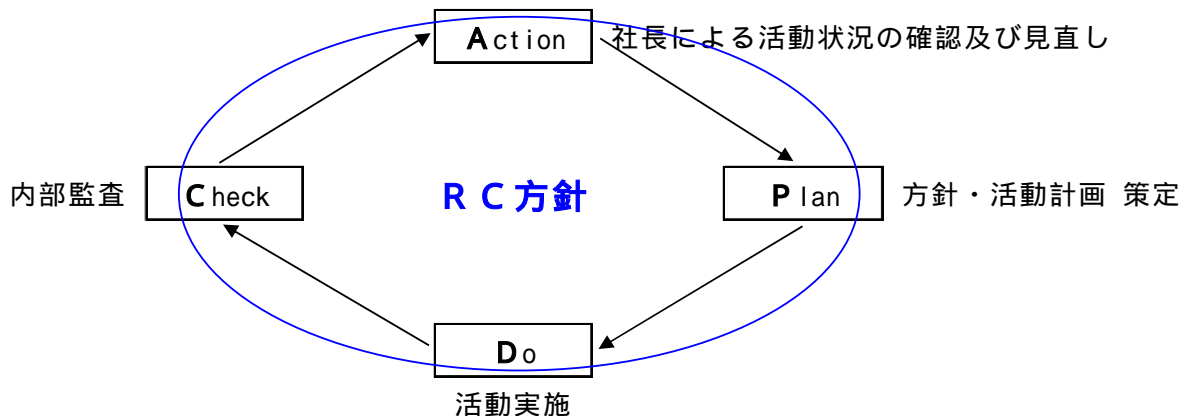 Action 社長による活動状況の確認及び見直し
内部監査 Check RC方針 Plan 方針・活動計画 策定
Do
活動実施